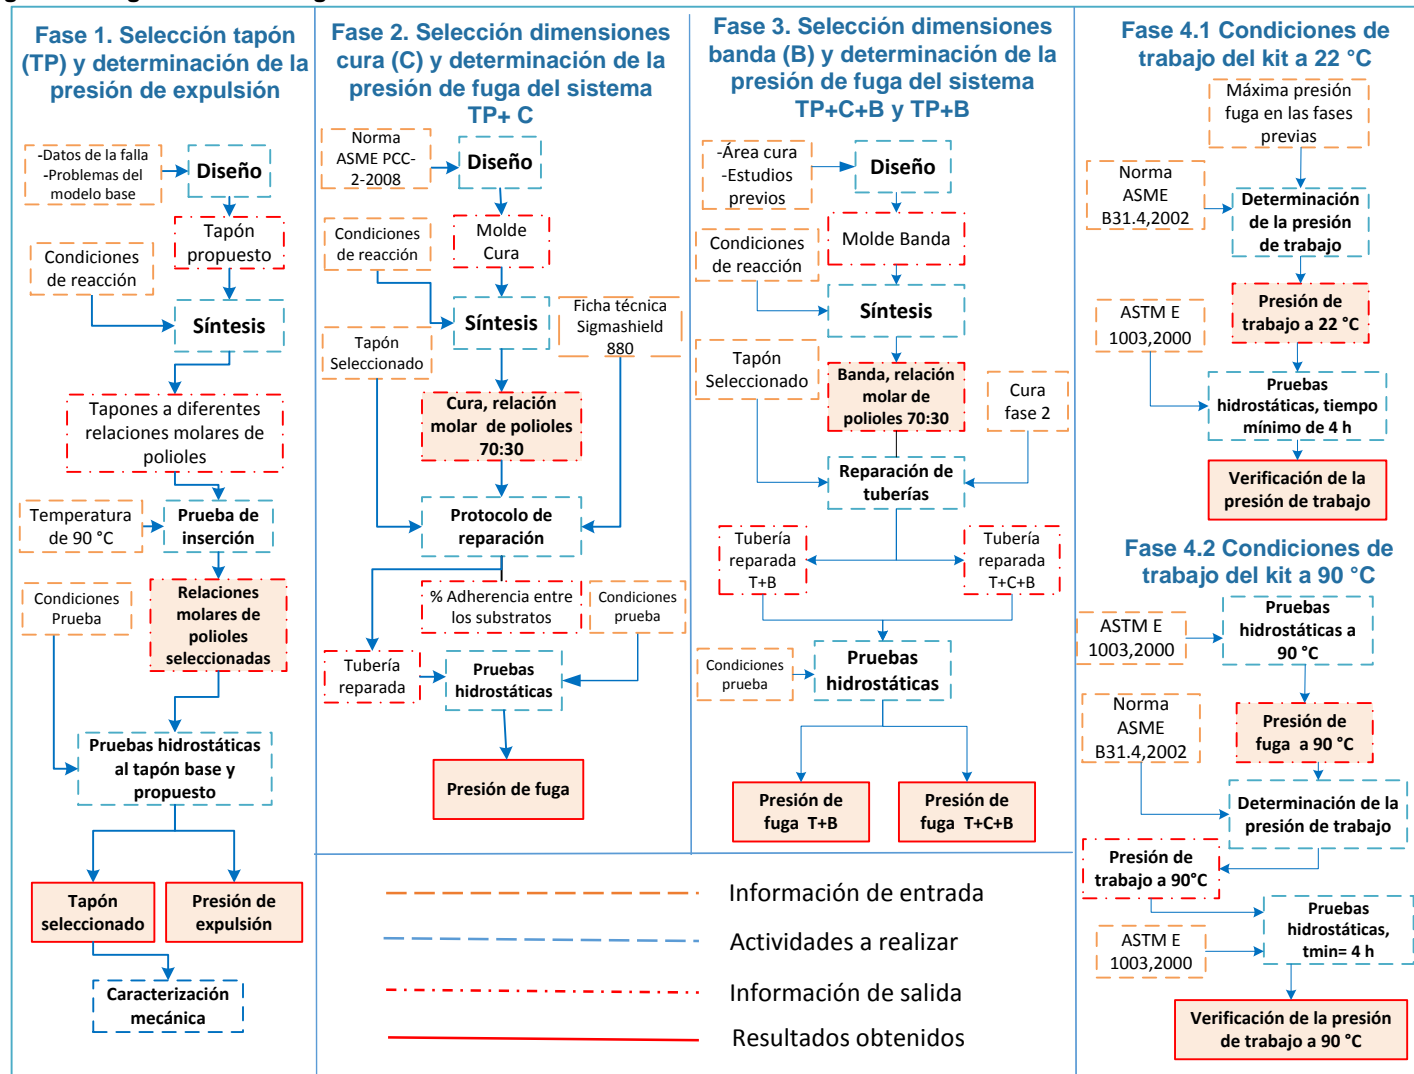 Fase 1. Selección tapón
(TP) y determinación de la
presión de expulsión
-Datos de la falla
-Problemas del
modelo base
Diseño
Tapón
propuesto
Condiciones
de reacción
Síntesis
Tapones a diferentes
relaciones molares de
polioles
Temperatura
de 90 °C
Prueba de
inserción
Condiciones
Prueba
Relaciones
molares de
polioles
seleccionadas
Pruebas hidrostáticas
al tapón base y
propuesto
Tapón
seleccionado
Presión de
expulsión
Caracterización
mecánica
Fase 2. Selección dimensiones
cura (C) y determinación de la
presión de fuga del sistema
TP+ C
Norma
ASME PCC-
2-2008
Diseño
Condiciones
de reacción
Molde
Cura
Síntesis
Ficha técnica
Sigmashield
880
Tapón
Seleccionado
Cura, relación
molar de polioles
70:30
Protocolo de
reparación
% Adherencia entre
los substratos
Condiciones
prueba
Tubería
reparada
Pruebas
hidrostáticas
Presión de fuga
Fase 3. Selección dimensiones
banda (B) y determinación de la
presión de fuga del sistema
TP+C+B y TP+B
-Área cura
-Estudios
previos
Diseño
Condiciones
de reacción
Molde Banda
Síntesis
Tapón
Seleccionado
Banda, relación
molar de
polioles 70:30
Cura
fase 2
Reparación de
tuberías
Tubería
reparada
T+B
Tubería
reparada
T+C+B
Condiciones
prueba
Pruebas
hidrostáticas
Presión de
fuga T+B
Presión de
fuga T+C+B
Fase 4.1 Condiciones de
trabajo del kit a 22 °C
Máxima presión
fuga en las fases
previas
Norma
ASME
B31.4,2002
Determinación
de la presión
de trabajo
ASTM E
1003,2000
Presión de
trabajo a 22 °C
Pruebas
hidrostáticas, tiempo
mínimo de 4 h
Verificación de la
presión de trabajo
Fase 4.2 Condiciones de
trabajo del kit a 90 °C
ASTM E
1003,2000
Pruebas
hidrostáticas a
90 °C
Norma
ASME
B31.4,2002
Presión de
fuga a 90 °C
Determinación de la
presión de trabajo
Presión de
trabajo a 90°C
ASTM E
1003,2000
Pruebas
hidrostáticas,
tmin= 4 h
Verificación de la presión
de trabajo a 90 °C
Información de entrada
Actividades a realizar
Información de salida
Resultados obtenidos